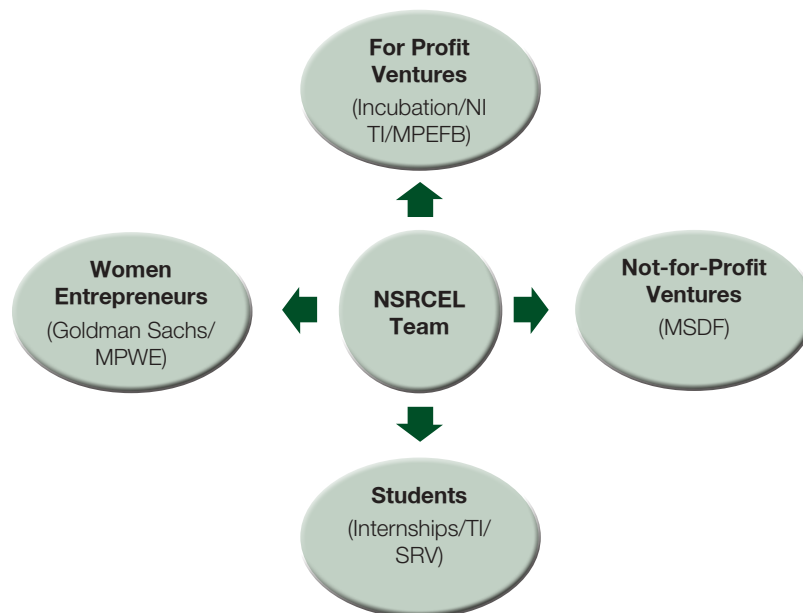 For Profit
Ventures
(Incubation/NI
TI/MPEFB)
Women
Entrepreneurs
(Goldman Sachs/
MPWE)
NSRCEL
Team
Not-for-Profit
Ventures
(MSDF)
Students
(Internships/TI/
SRV)